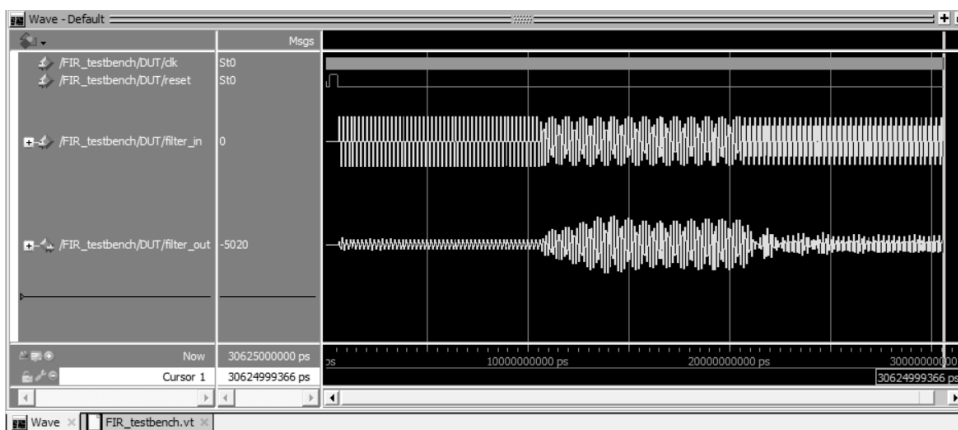 Wave - Default
Msgs
/FIR_testbench/DUT/clk St0
/FIR_testbench/DUT/reset St0
/FIR_testbench/DUT/filter_in 0
/FIR_testbench/DUT/filter_out -5020
Now 30625000000 ps
ps 10000000000 ps 20000000000 ps 30000000000
Cursor 1 30624999366 ps
30624999366 ps
Wave FIR_testbench.vt